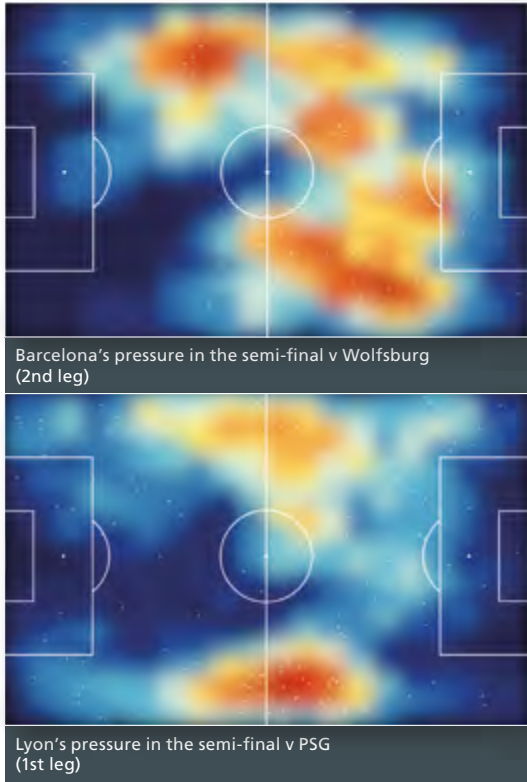 Barcelona’s pressure in the semi-final v Wolfsburg
(2nd leg)
Lyon’s pressure in the semi-final v PSG
(1st leg)